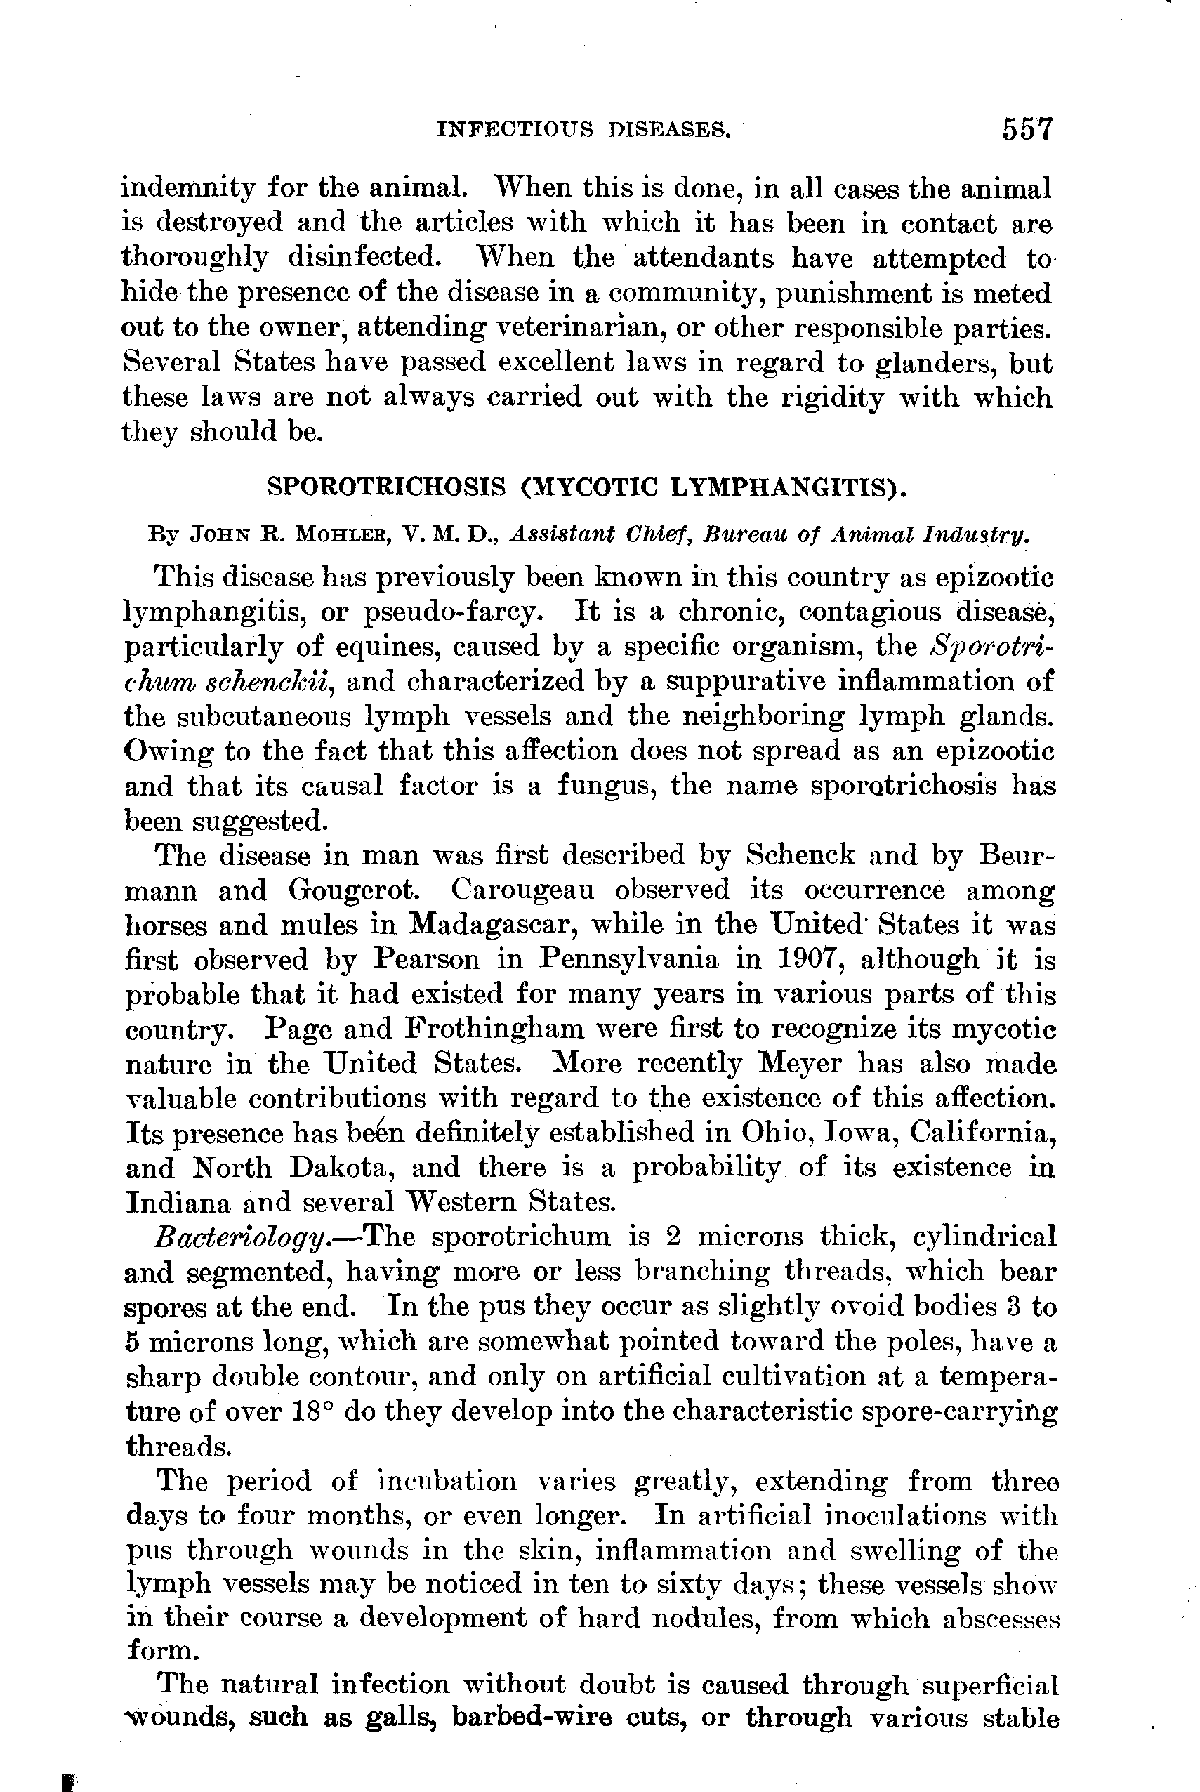 INFECTIOUS DISEASES. 557
indemnity for the animal. When this is done, in all cases the animal
is destroyed and the articles with which it has been in contact are
thoroughly disinfected. When the attendants have attempted to
hide the presence of the disease in a community, punishment is meted
out to the owner, attending veterinarian, or other responsible parties.
Several States have passed excellent laws in regard to glanders, but
these laws are not always carried out with the rigidity with which
they should be.
SPOROTRICHOSIS (MYCOTIC LYMPHANGITIS).
By JOHN R. MOHLER, V. M. D., Assistant Chief, Bureau of Animal Industry.
This disease has previously been known in this country as epizootic
lymphangitis, or pseudo-farcy. It is a chronic, contagious disease,
particularly of equines, caused by a specific organism, the Sporotri-
chum schenckii, and characterized by a suppurative inflammation of
the subcutaneous lymph vessels and the neighboring lymph glands.
Owing to the fact that this affection does not spread as an epizootic
and that its causal factor is a fungus, the name sporotrichosis has
been suggested.
The disease in man was first described by Schenck and by Beur-
mann and Gougerot. Carougeau observed its occurrence among
horses and mules in Madagascar, while in the United States it was
first observed by Pearson in Pennsylvania in 1907, although it is
probable that it had existed for many years in various parts of this
country. Page and Frothingham were first to recognize its mycotic
nature in the United States. More recently Meyer has also made
valuable contributions with regard to the existence of this affection.
Its presence has been definitely established in Ohio, Iowa, California,
and North Dakota, and there is a probability of its existence in
Indiana and several Western States.
Bacteriology.—The sporotrichum is 2 microns thick, cylindrical
and segmented, having more or less branching threads, which bear
spores at the end. In the pus they occur as slightly ovoid bodies 3 to
5 microns long, which are somewhat pointed toward the poles, have a
sharp double contour, and only on artificial cultivation at a tempera-
ture of over 18° do they develop into the characteristic spore-carrying
threads.
The period of incubation varies greatly, extending from three
days to four months, or even longer. In artificial inoculations with
pus through wounds in the skin, inflammation and swelling of the
lymph vessels may be noticed in ten to sixty days; these vessels show
in their course a development of hard nodules, from which abscesses
form.
The natural infection without doubt is caused through superficial
wounds, such as galls, barbed-wire cuts, or through various stable